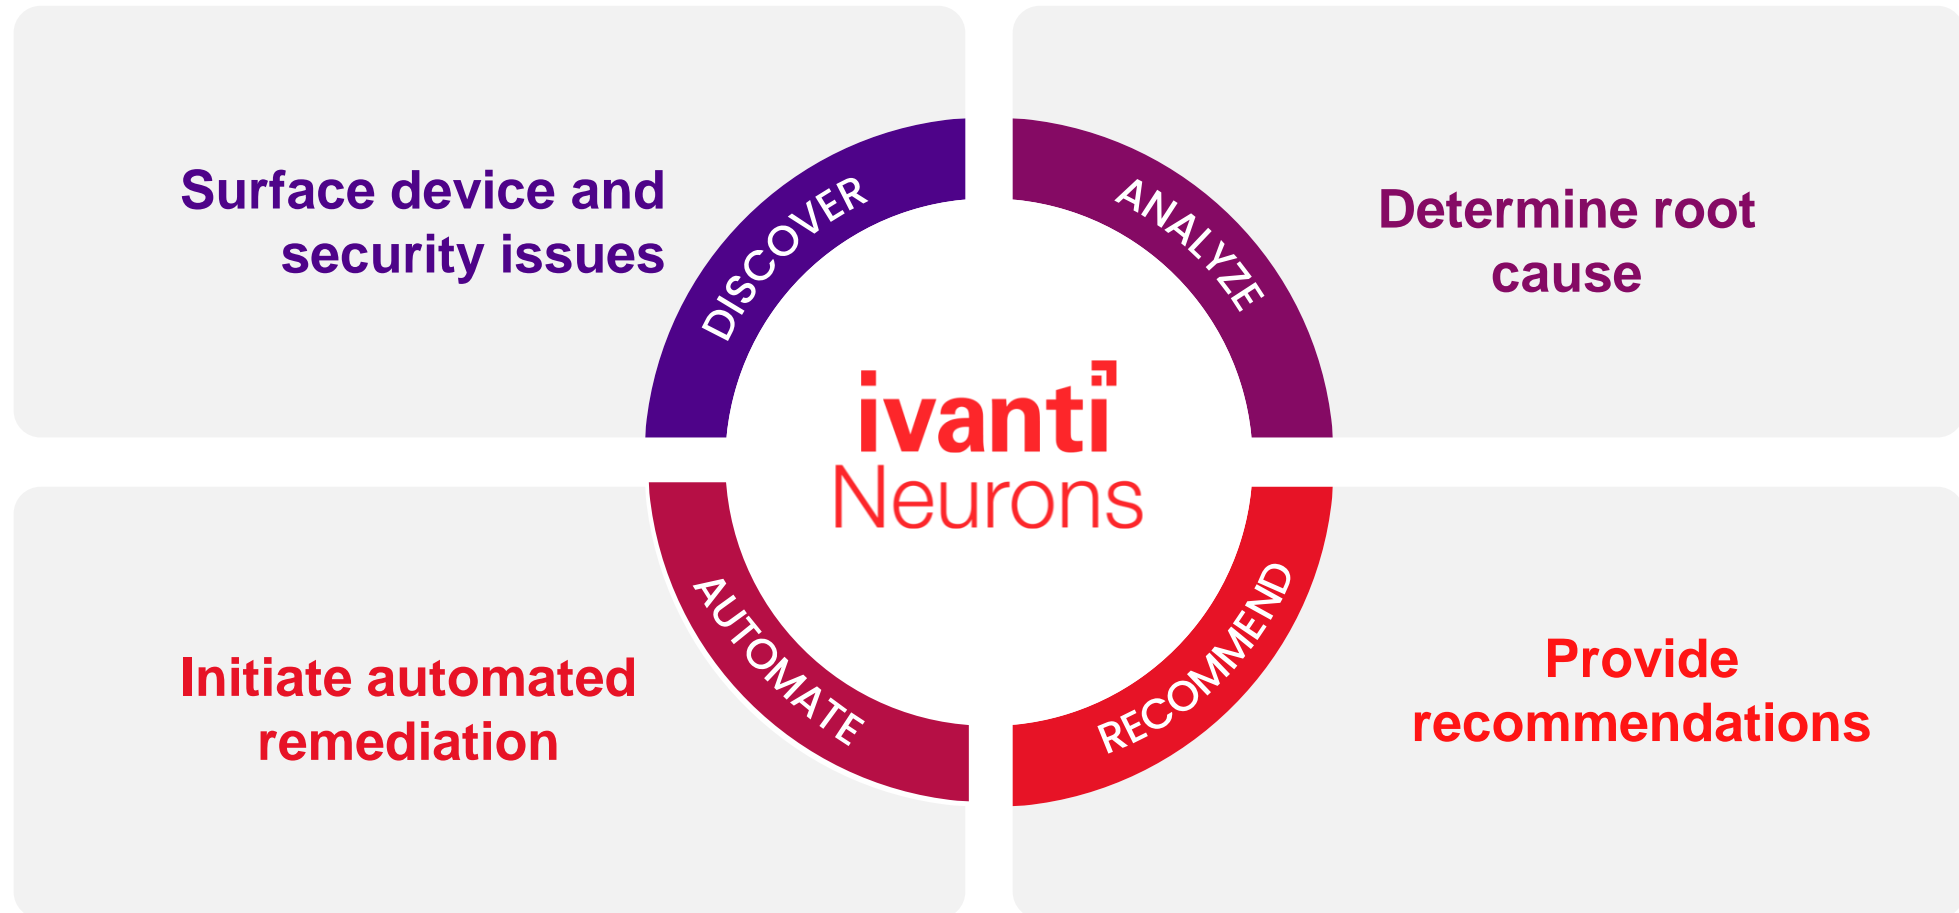 Surface device and
security issues
DISCOVER
ANALYZE
Determine root
cause
ivanti
Neurons
Initiate automated
remediation
AUTOMATE
RECOMMEND
Provide
recommendations